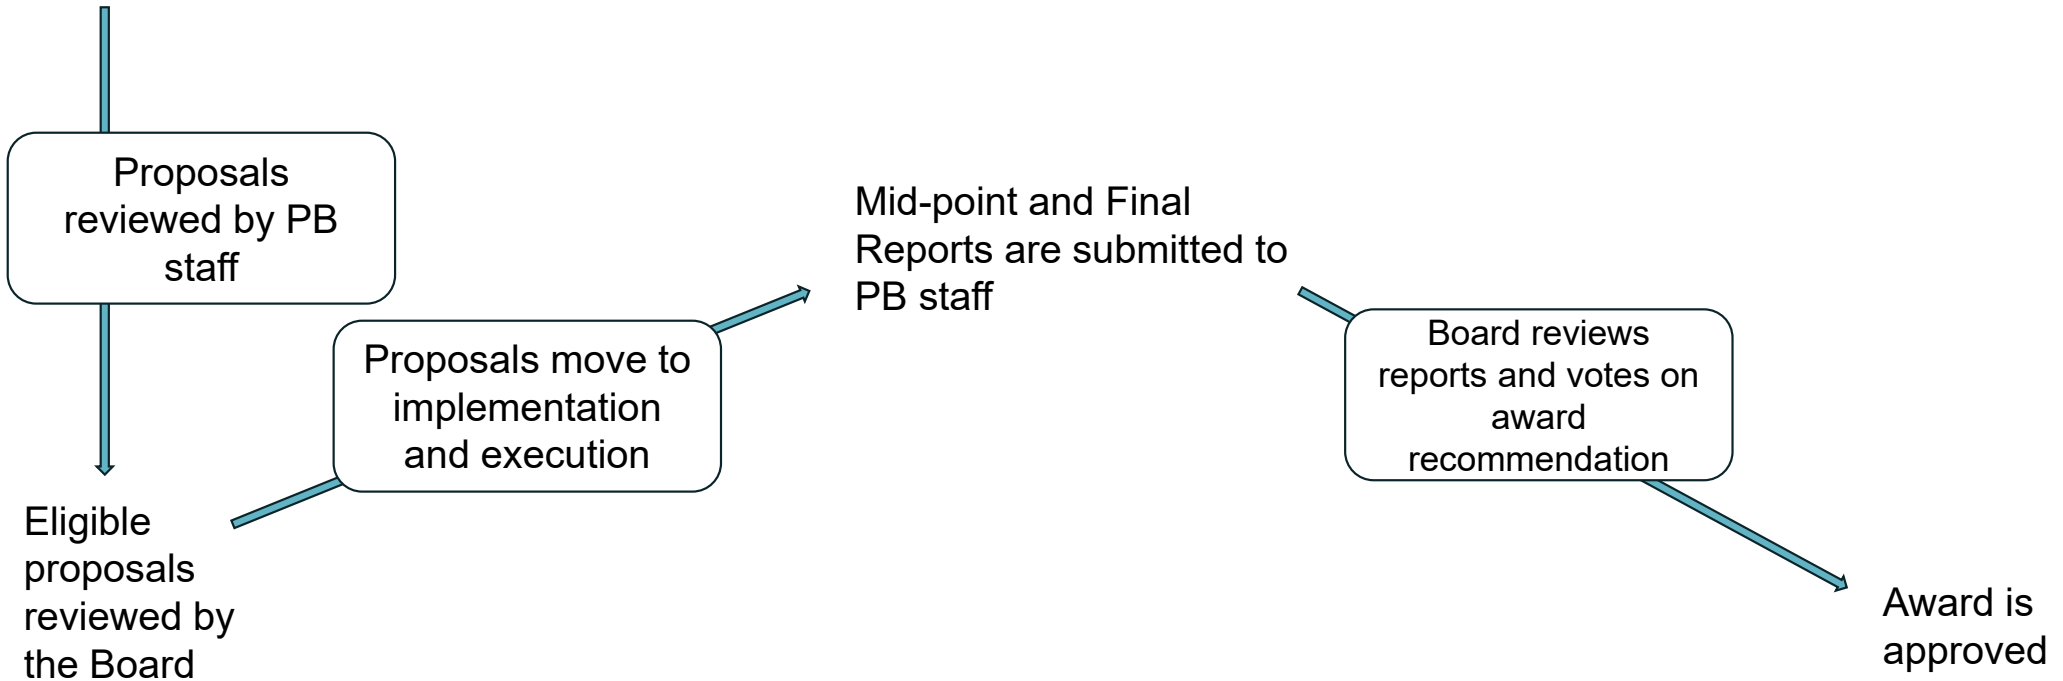 Proposals
reviewed by PB
staff
Eligible
proposals
reviewed by
the Board
Proposals move to
implementation
and execution
Mid-point and Final
Reports are submitted to
PB staff
Board reviews
reports and votes on
award
recommendation
Award is
approved